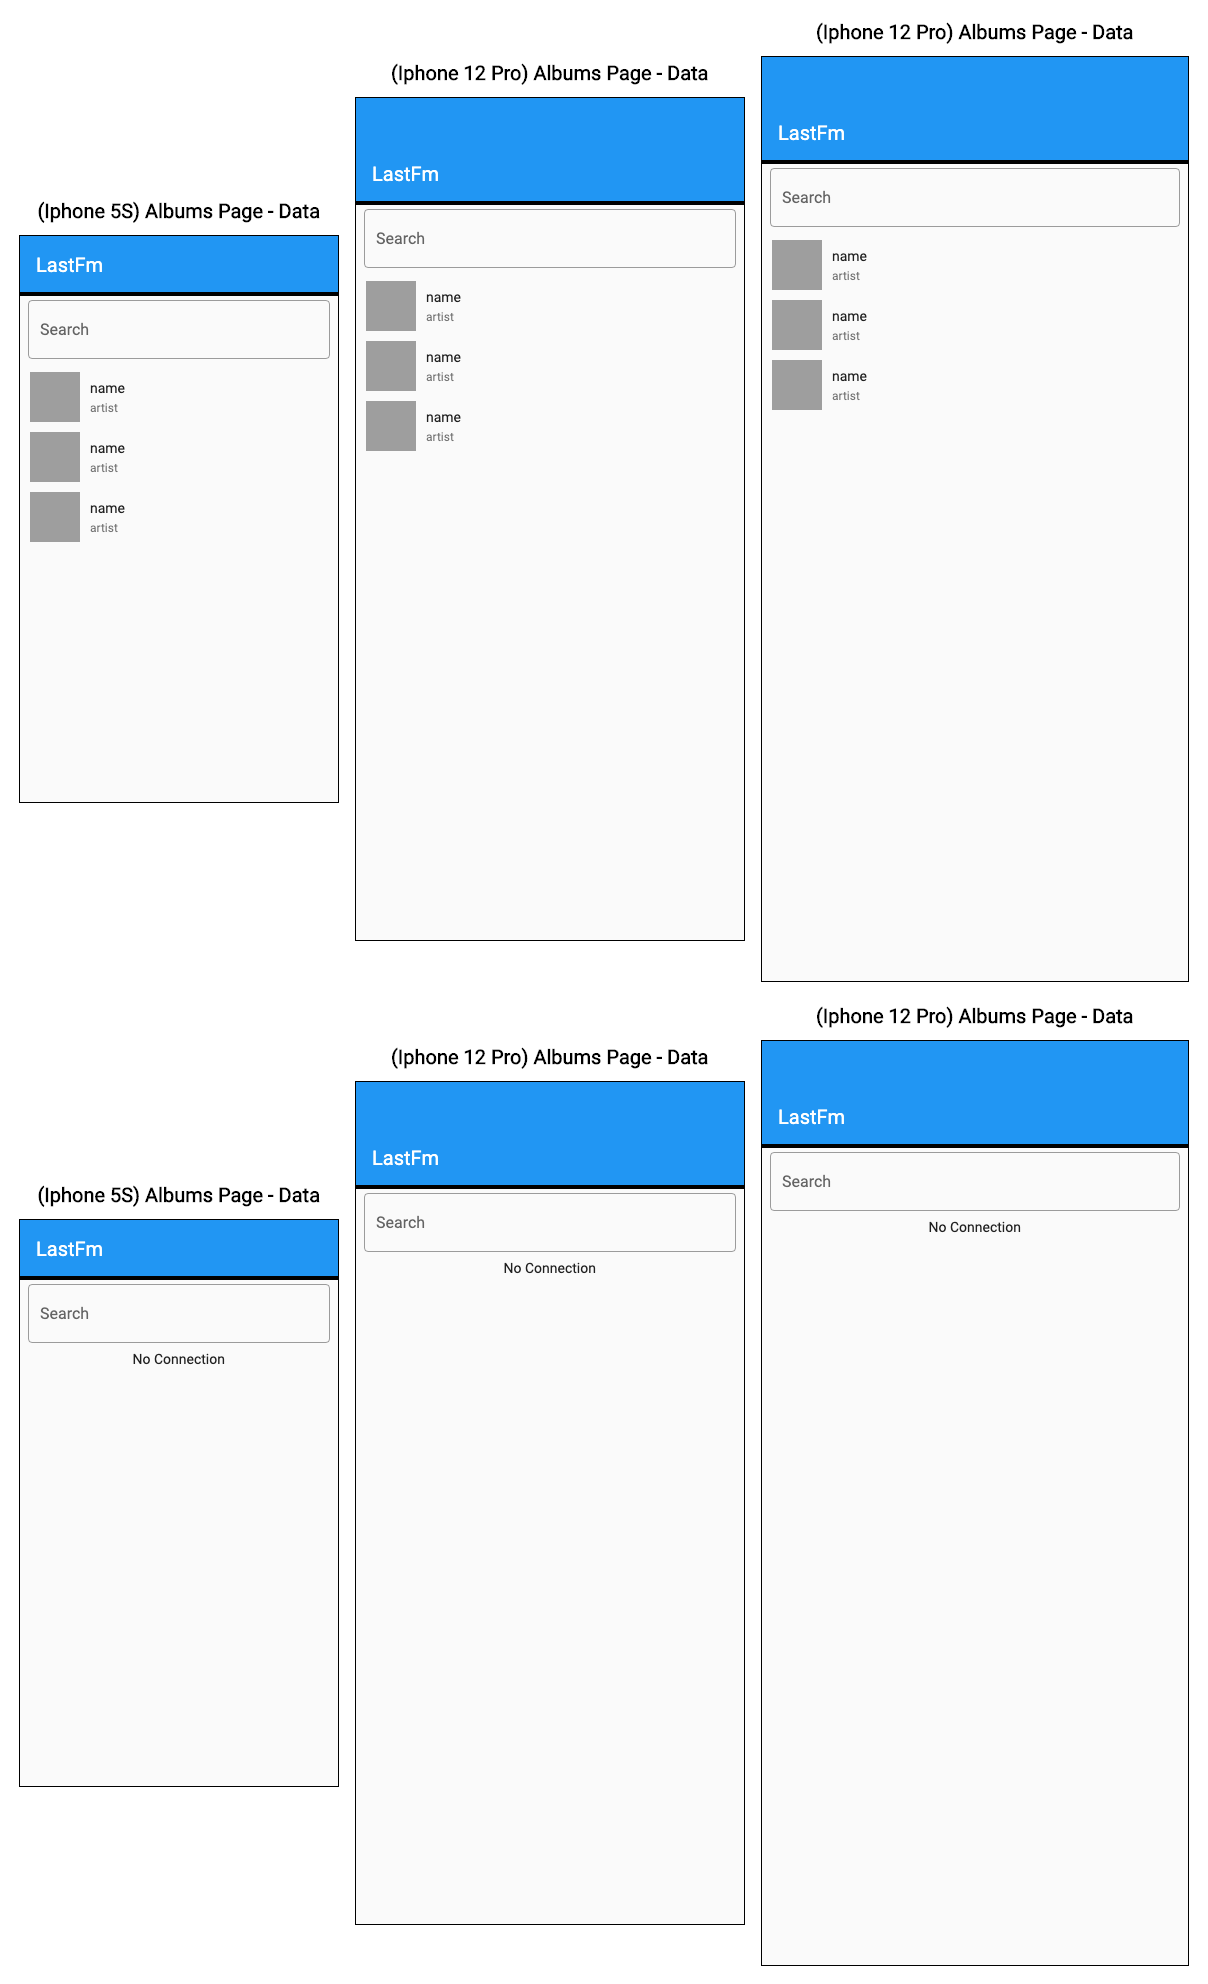 (Iphone 5S) Albums Page - Data
LastFm
Search
name
artist
name
artist
name
artist
(Iphone 12 Pro) Albums Page - Data
LastFm
Search
name
artist
name
artist
name
artist
(Iphone 12 Pro) Albums Page - Data
LastFm
Search
name
artist
name
artist
name
artist
(Iphone 5S) Albums Page - Data
LastFm
Search
No Connection
(Iphone 12 Pro) Albums Page - Data
LastFm
Search
No Connection
(Iphone 12 Pro) Albums Page - Data
LastFm
Search
No Connection